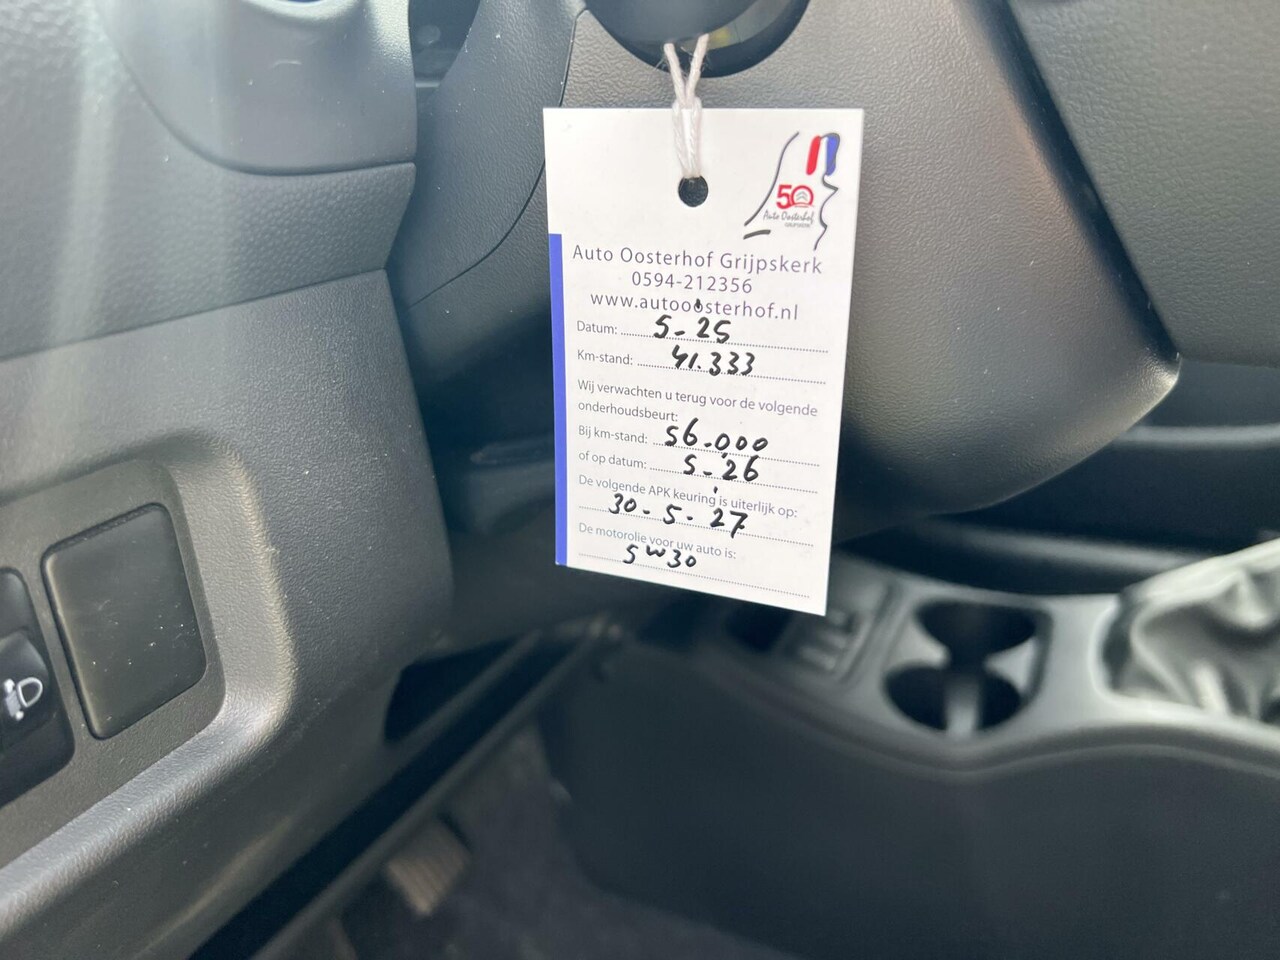 50
Auto Oosterhof
Auto Oosterhof Grijpskerk
0594-212356
www.autooosterhof.nl
Datum: 5-25
Km-stand: 41.333
Wij verwachten u terug voor de volgende
onderhoudsbeurt:
Bij km-stand: 56.000
of op datum: 5-26
De volgende APK keuring is uiterlijk op:
30-5-27
De motorolie voor uw auto is:
5W30